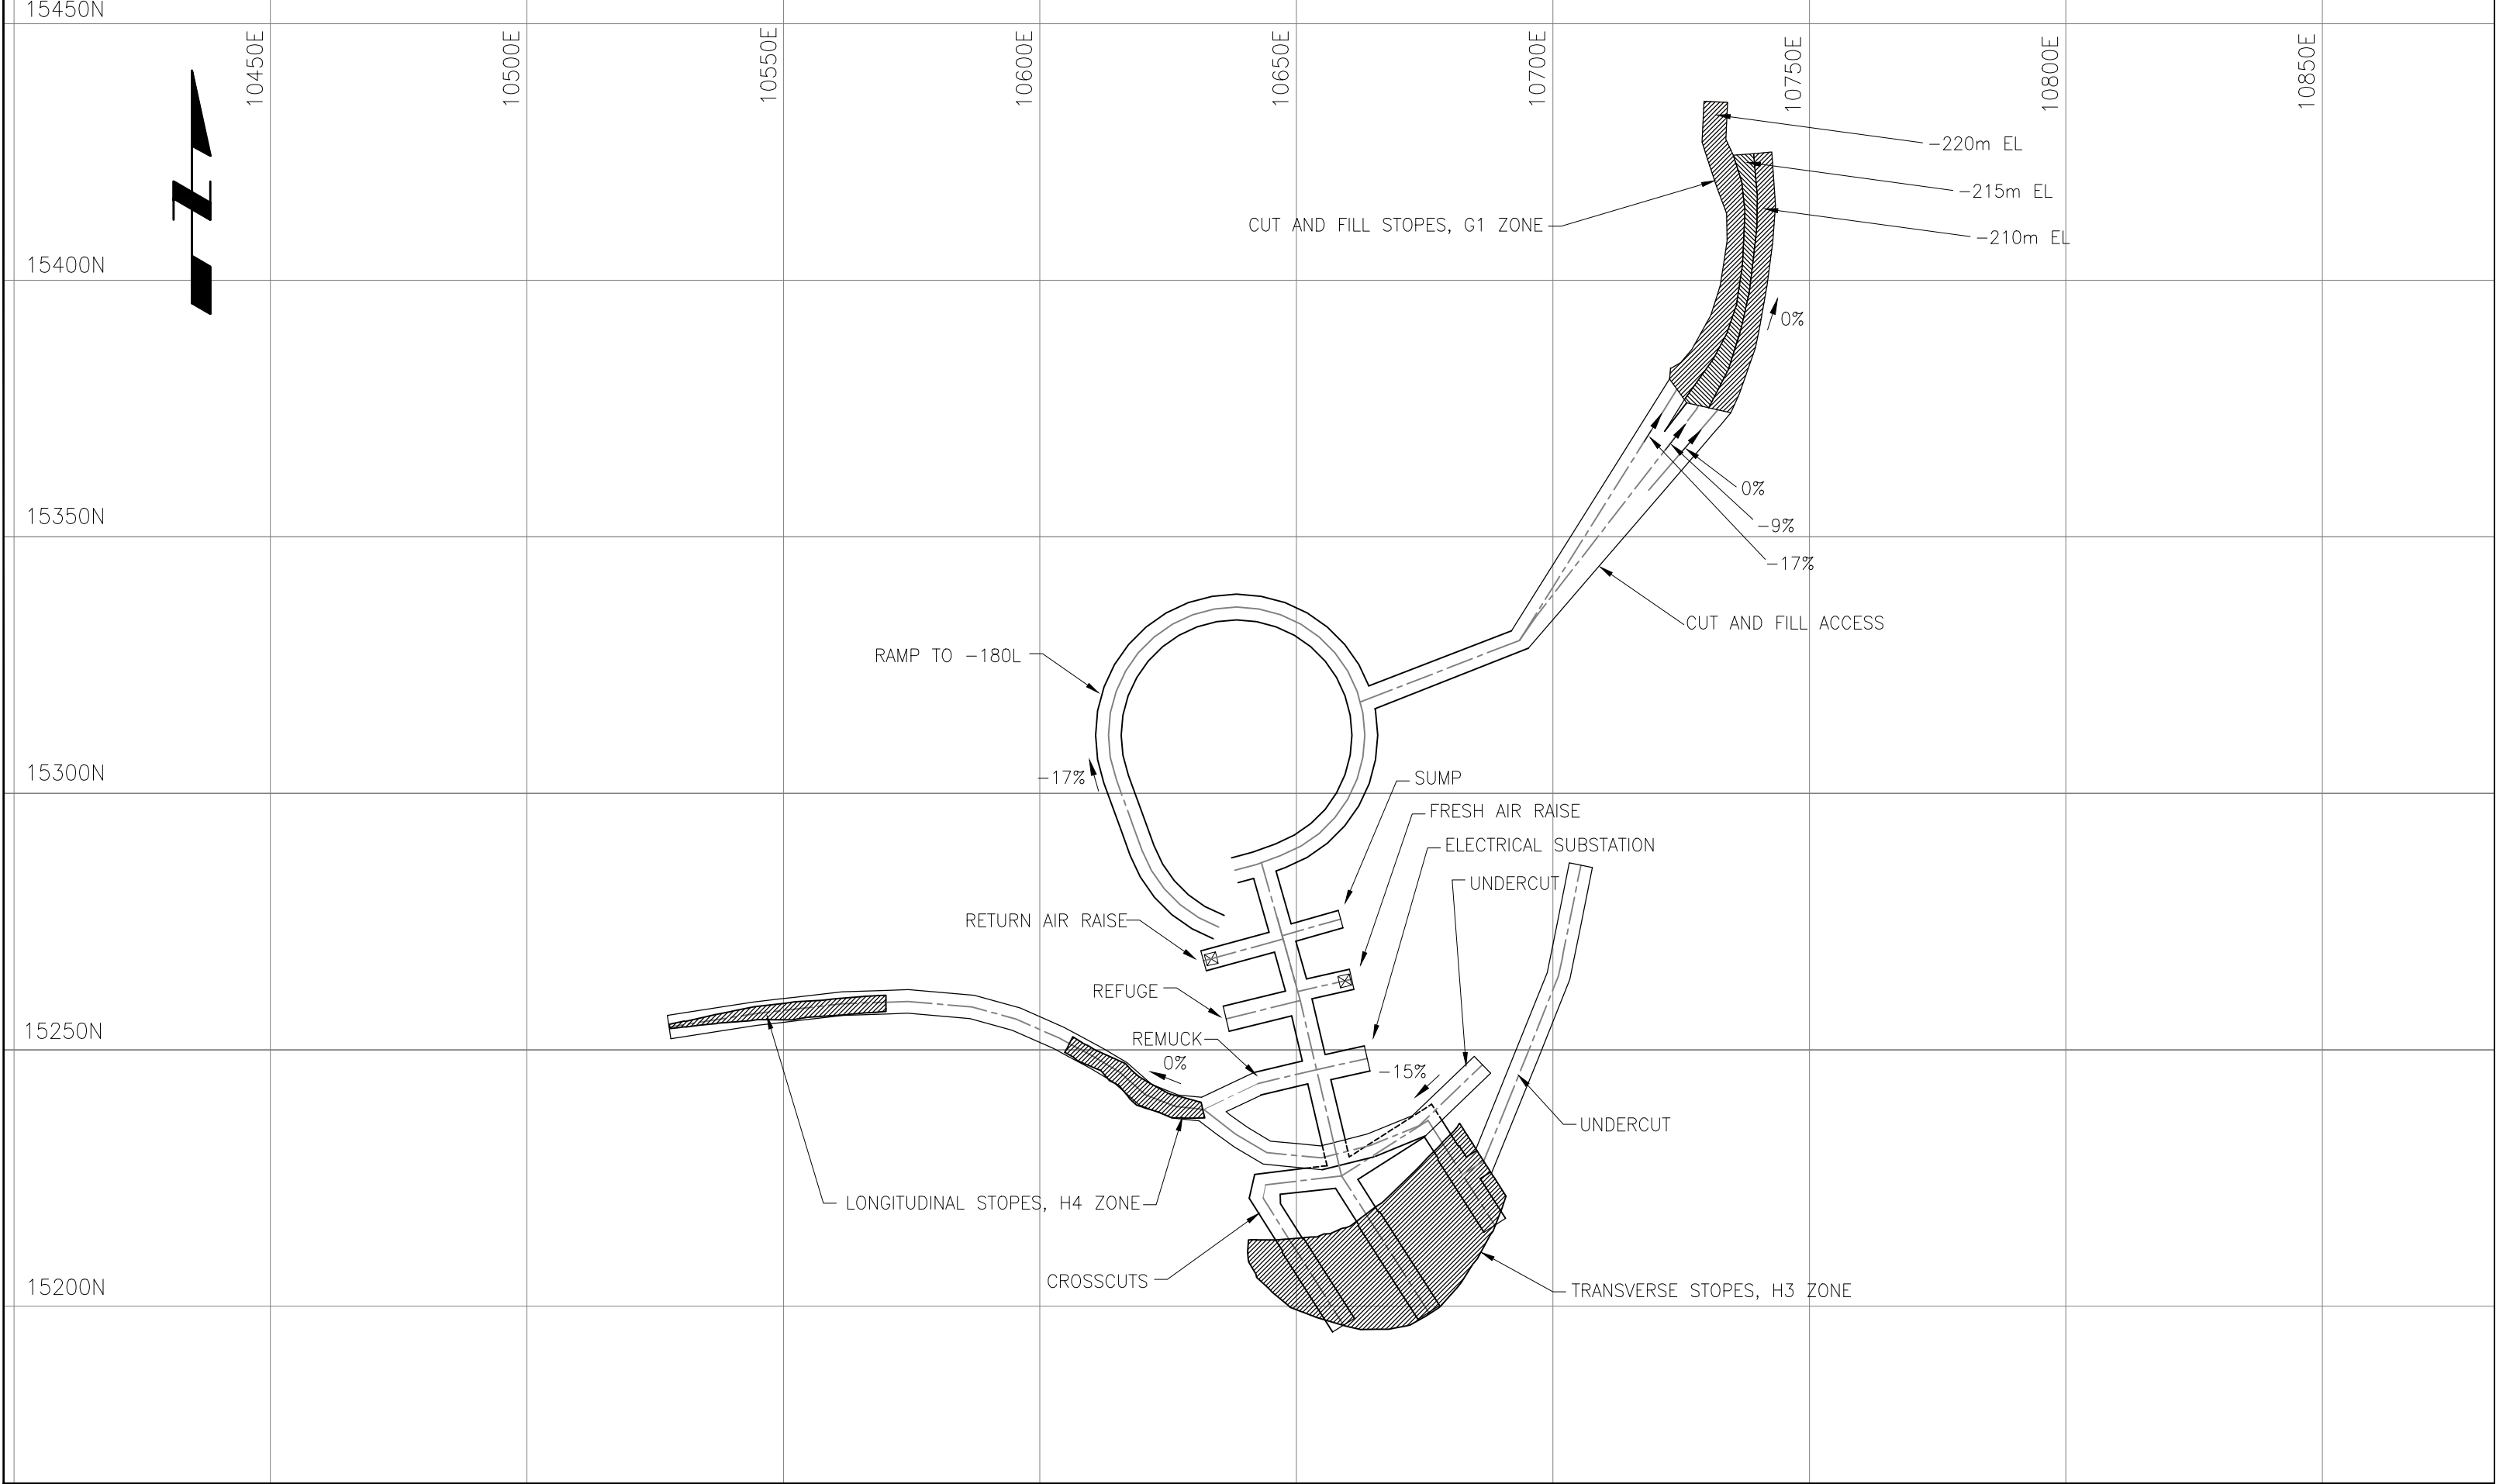 15450N
10450E
10500E
10550E
10600E
10650E
10700E
10750E
10800E
10850E
N
-220m EL
-215m EL
CUT AND FILL STOPES, G1 ZONE
-210m EL
15400N
0%
0%
15350N
-9%
-17%
CUT AND FILL ACCESS
RAMP TO -180L
15300N
-17%
SUMP
FRESH AIR RAISE
ELECTRICAL SUBSTATION
UNDERCUT
RETURN AIR RAISE
REFUGE
15250N
REMUCK
0%
-15%
UNDERCUT
LONGITUDINAL STOPES, H4 ZONE
CROSSCUTS
15200N
TRANSVERSE STOPES, H3 ZONE